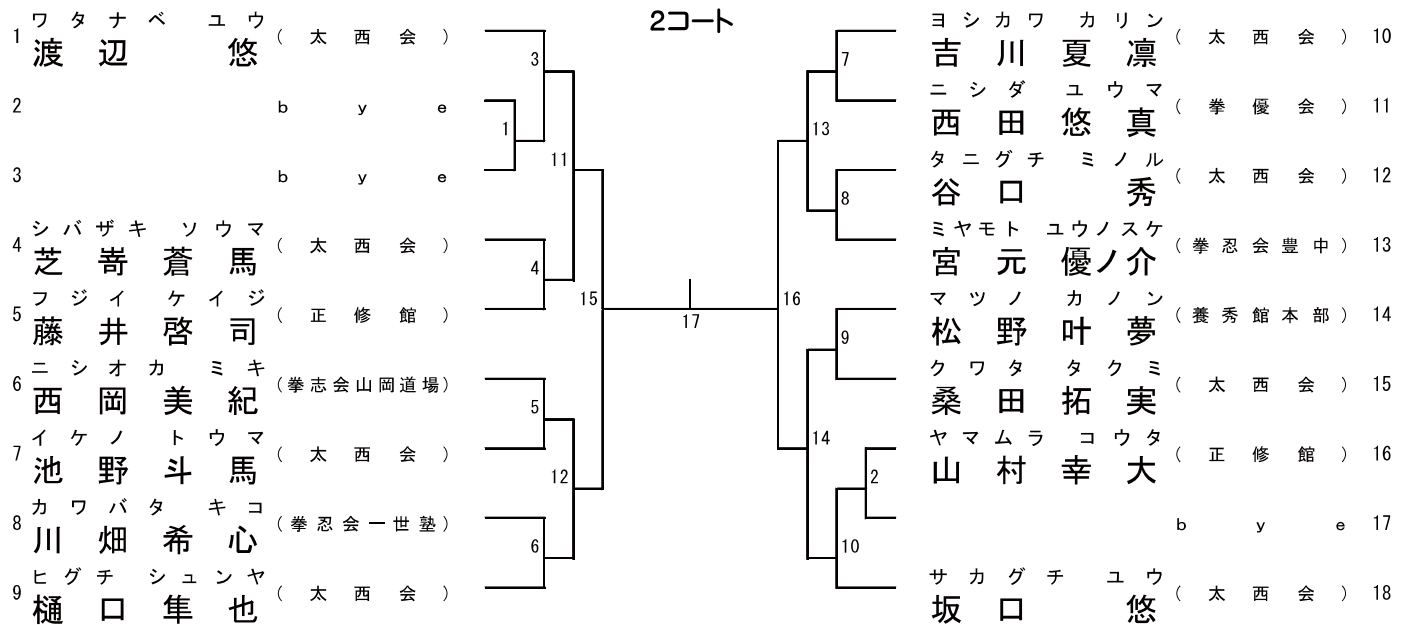 2コート
ワタナベ ユウ
1 渡辺 悠 (太西会)
2 bye
3 bye
シバザキ ソウマ
4 芝嵜蒼馬 (太西会)
フジイ ケイジ
5 藤井啓司 (正修館)
ニシオカ ミキ
6 西岡美紀 (拳志会山岡道場)
イケノ トウマ
7 池野斗馬 (太西会)
カワバタ キコ
8 川畑希心 (拳忍会一世塾)
ヒグチ シュンヤ
9 樋口隼也 (太西会)
3
1
11
4
15
5
12
6
17
7
13
8
16
9
14
2
10
ヨシカワ カリン
吉川夏凛 (太西会) 10
ニシダ ユウマ
西田悠真 (拳優会) 11
タニグチ ミノル
谷口 秀 (太西会) 12
ミヤモト ユウノスケ
宮元優ノ介 (拳忍会豊中) 13
マツノ カノン
松野叶夢 (養秀館本部) 14
クワタ タクミ
桑田拓実 (太西会) 15
ヤマムラ コウタ
山村幸大 (正修館) 16
bye 17
サカグチ ユウ
坂口 悠 (太西会) 18